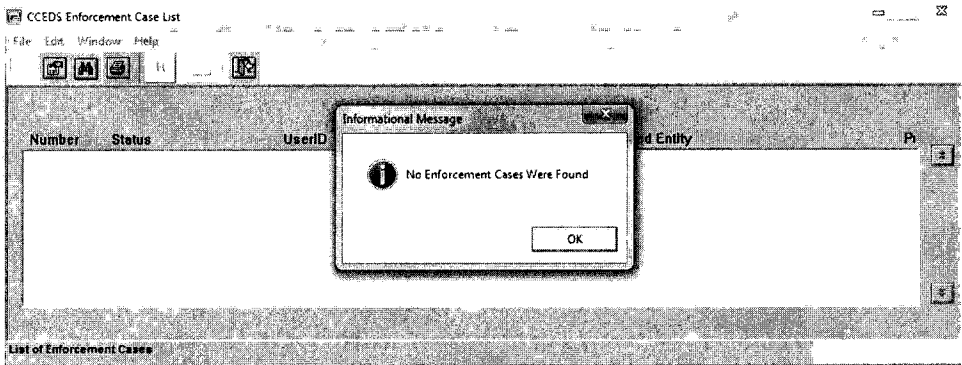 CCEDS Enforcement Case List
File Edit Window Help
Number Status UserID d Entity
Informational Message
No Enforcement Cases Were Found
OK
List of Enforcement Cases